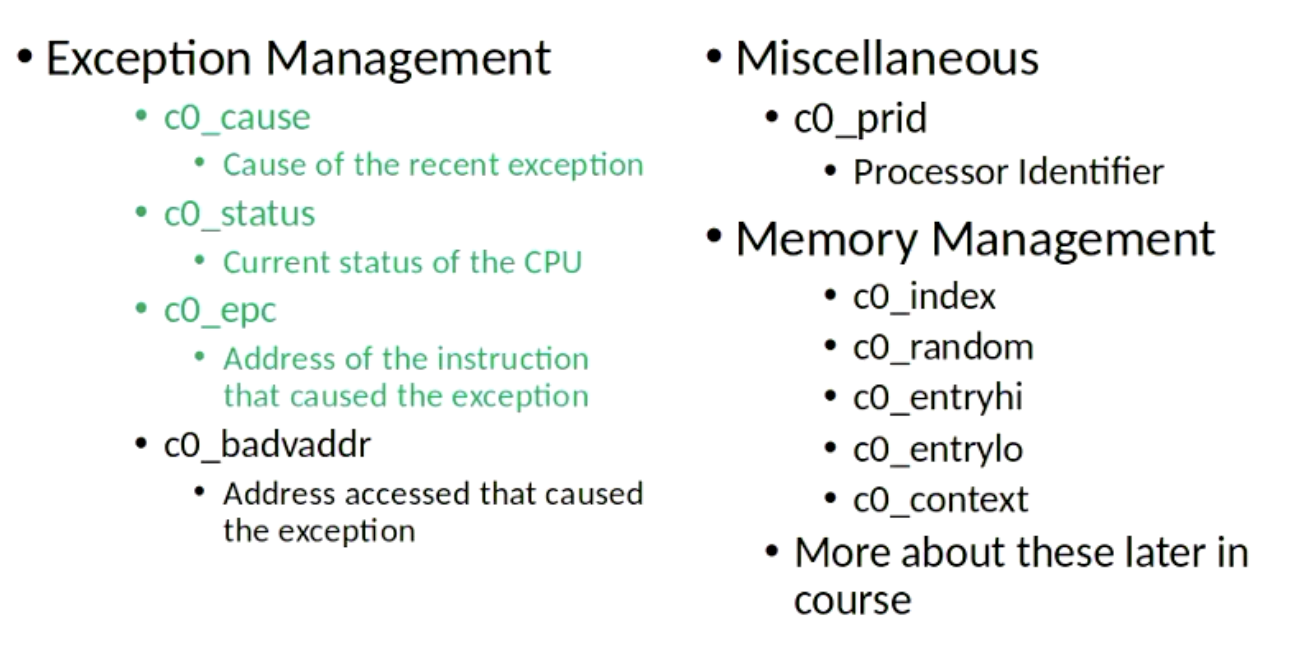 • Exception Management
• c0_cause
• Cause of the recent exception
• c0_status
• Current status of the CPU
• c0_epc
• Address of the instruction
that caused the exception
• c0_badvaddr
• Address accessed that caused
the exception
• Miscellaneous
• c0_prid
• Processor Identifier
• Memory Management
• c0_index
• c0_random
• c0_entryhi
• c0_entrylo
• c0_context
• More about these later in
course